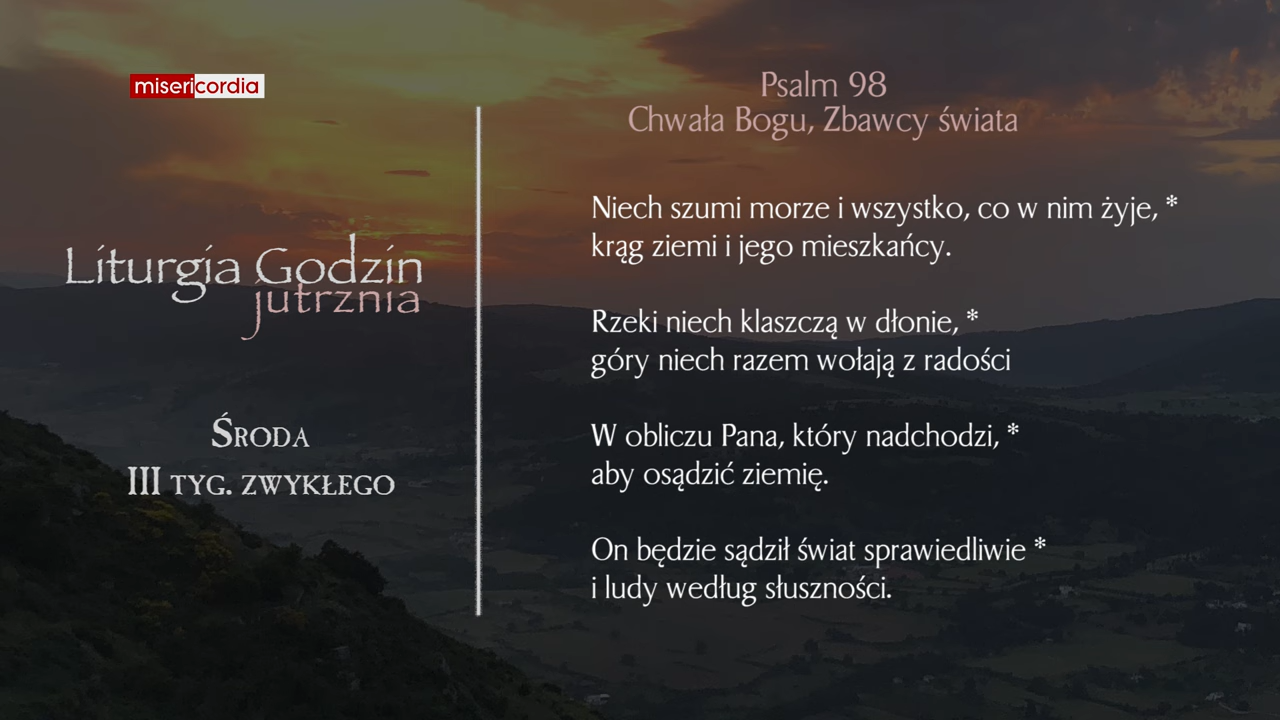 misericordia
Liturgia Godzin
jutrznia
Środa
III tyg. zwykłego
Psalm 98
Chwała Bogu, Zbawcy świata
Niech szumi morze i wszystko, co w nim żyje, *
krąg ziemi i jego mieszkańcy.
Rzeki niech klaszczą w dłonie, *
góry niech razem wołają z radości
W obliczu Pana, który nadchodzi, *
aby osądzić ziemię.
On będzie sądził świat sprawiedliwie *
i ludy według słuszności.